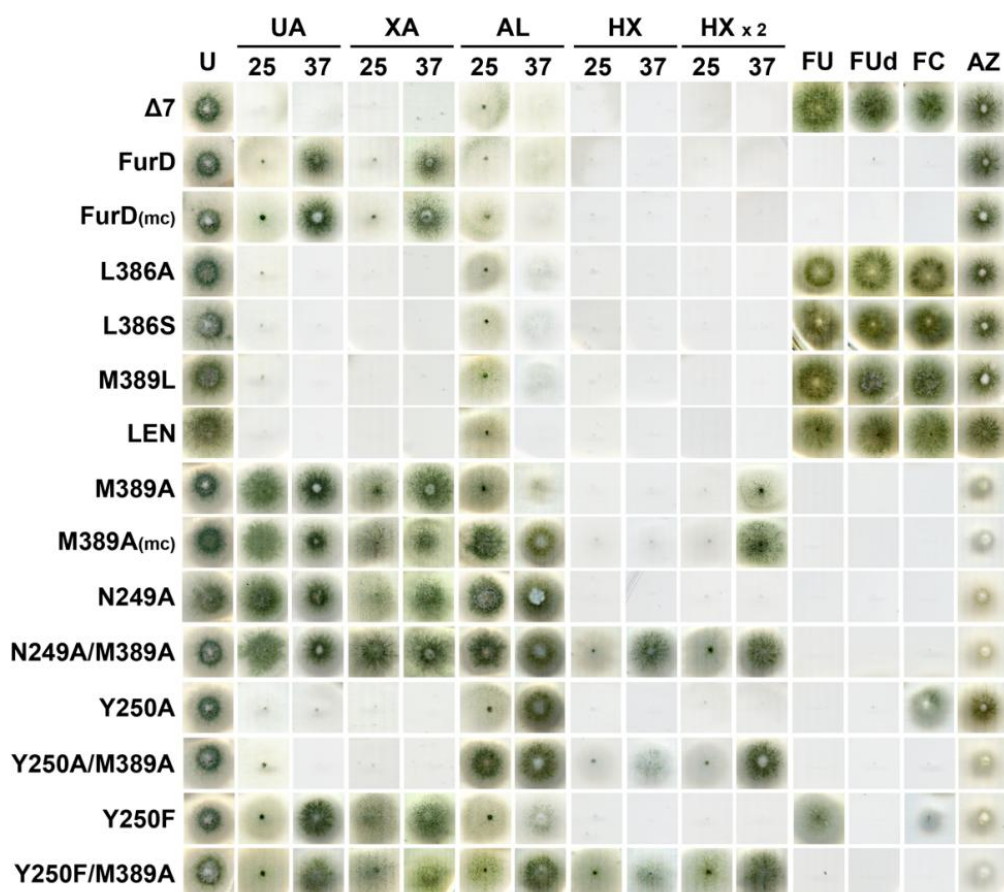 UA XA AL HX HX x 2
U 25 37 25 37 25 37 25 37 25 37 FU FUd FC AZ
Δ7
FurD
FurD(mc)
L386A
L386S
M389L
LEN
M389A
M389A(mc)
N249A
N249A/M389A
Y250A
Y250A/M389A
Y250F
Y250F/M389A